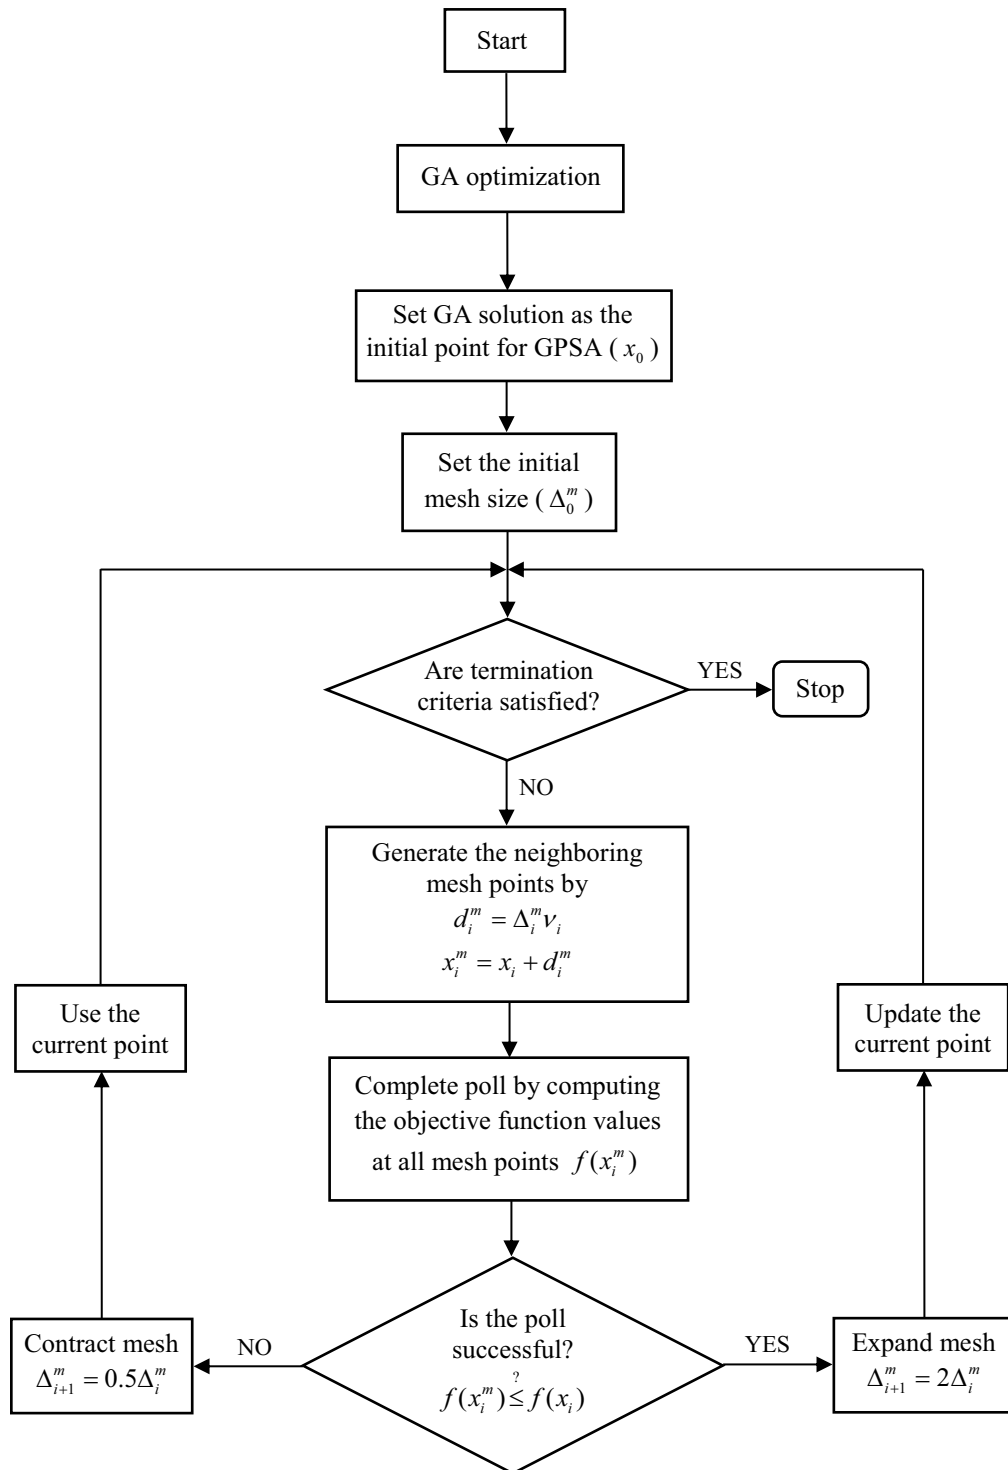 Start
GA optimization
Set GA solution as the
initial point for GPSA ( x₀ )
Set the initial
mesh size ( Δ₀ᵐ )
Are termination
criteria satisfied?
YES
Stop
NO
Generate the neighboring
mesh points by
dᵢᵐ = Δᵢᵐ νᵢ
xᵢᵐ = xᵢ + dᵢᵐ
Use the
current point
Update the
current point
Complete poll by computing
the objective function values
at all mesh points f(xᵢᵐ)
Is the poll
successful?
?
f(xᵢᵐ) ≤ f(xᵢ)
NO
YES
Contract mesh
Δᵢ₊₁ᵐ = 0.5Δᵢᵐ
Expand mesh
Δᵢ₊₁ᵐ = 2Δᵢᵐ